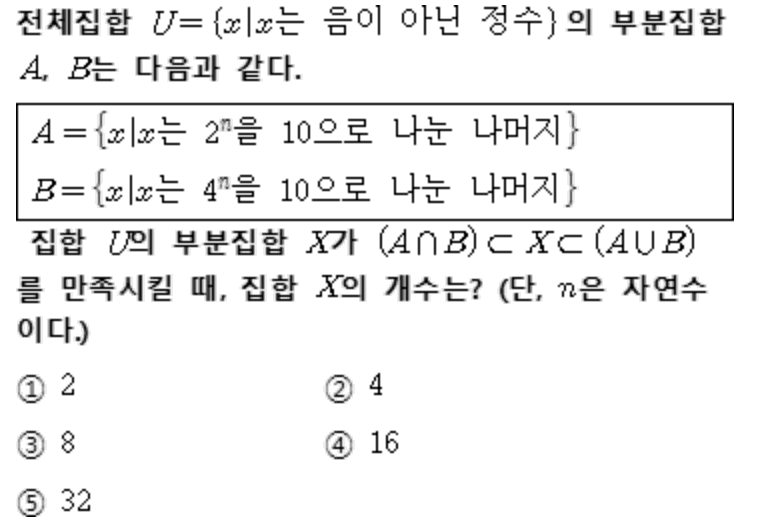 전체집합 U={x|x는 음이 아닌 정수}의 부분집합
A, B는 다음과 같다.
A={x|x는 2ⁿ을 10으로 나눈 나머지}
B={x|x는 4ⁿ을 10으로 나눈 나머지}
집합 U의 부분집합 X가 (A∩B)⊂X⊂(A∪B)
를 만족시킬 때, 집합 X의 개수는? (단, n은 자연수
이다.)
① 2 ② 4
③ 8 ④ 16
⑤ 32